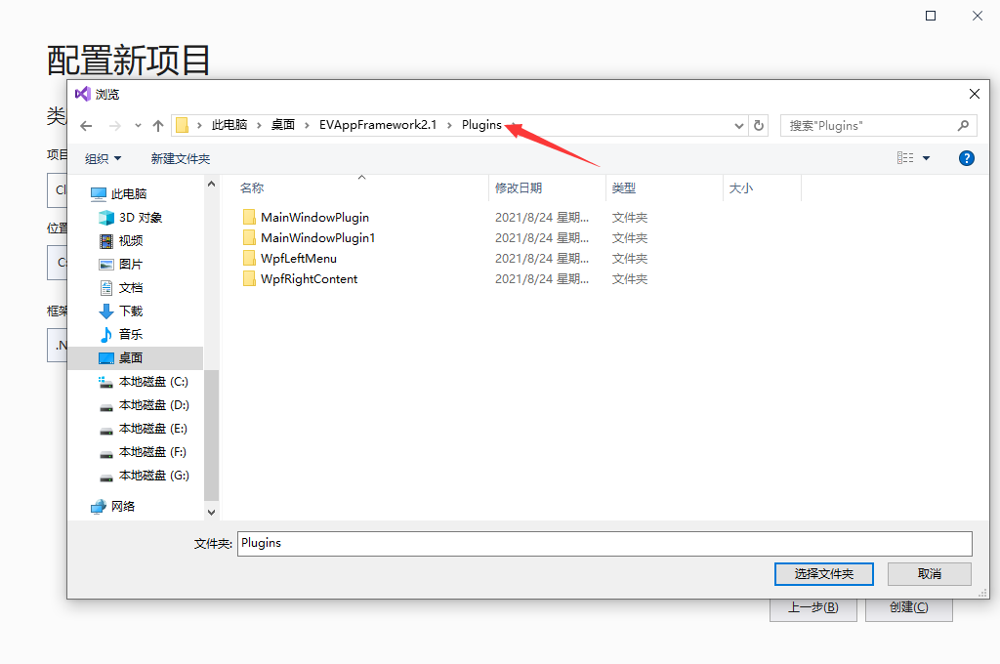 配置新项目
浏览
类
此电脑 > 桌面 > EVAppFramework2.1 > Plugins
搜索"Plugins"
项目
组织 新建文件夹
名称 修改日期 类型 大小
此电脑
3D 对象
视频
图片
文档
下载
音乐
桌面
本地磁盘 (C:)
本地磁盘 (D:)
本地磁盘 (E:)
本地磁盘 (F:)
本地磁盘 (G:)
网络
MainWindowPlugin 2021/8/24 星期... 文件夹
MainWindowPlugin1 2021/8/24 星期... 文件夹
WpfLeftMenu 2021/8/24 星期... 文件夹
WpfRightContent 2021/8/24 星期... 文件夹
Cl
位置
C:
框架
.N
文件夹: Plugins
选择文件夹 取消
上一步(B) 创建(C)